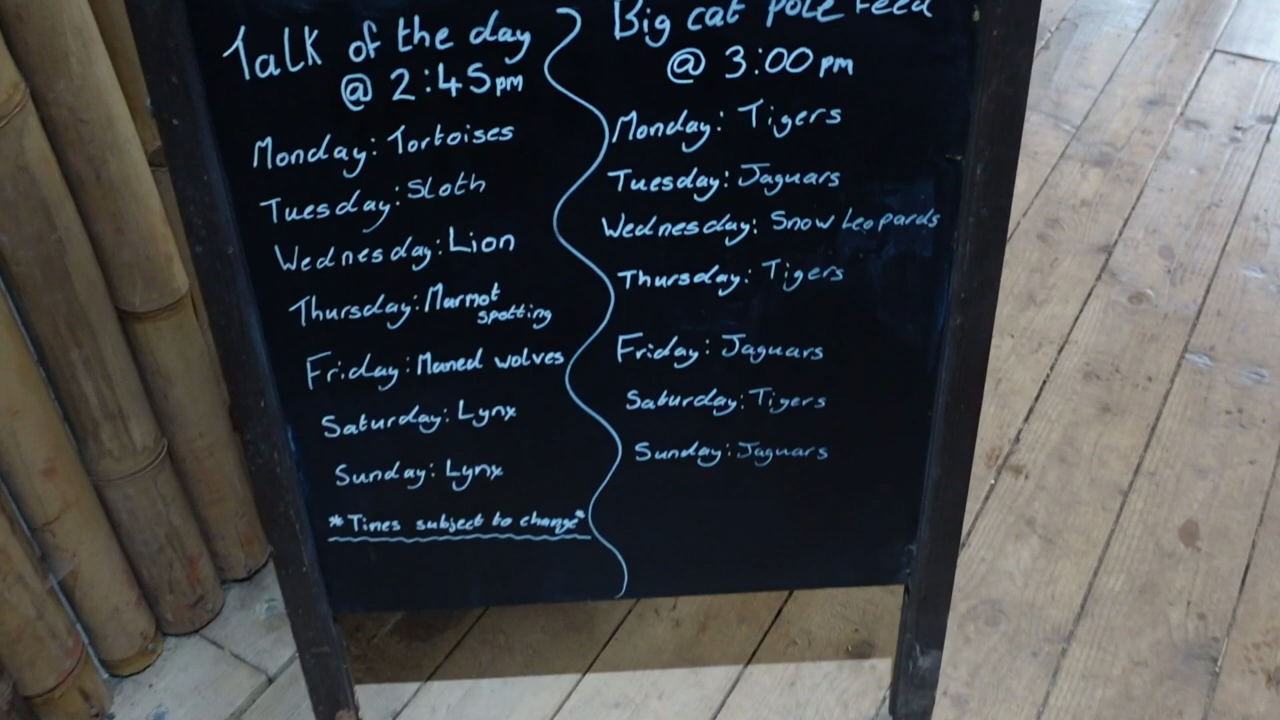 Talk of the day
@ 2:45pm
Monday: Tortoises
Tuesday: Sloth
Wednesday: Lion
Thursday: Marmot
spotting
Friday: Maned wolves
Saturday: Lynx
Sunday: Lynx
*Times subject to change*
Big cat pole feed
@ 3:00pm
Monday: Tigers
Tuesday: Jaguars
Wednesday: Snow Leopards
Thursday: Tigers
Friday: Jaguars
Saturday: Tigers
Sunday: Jaguars